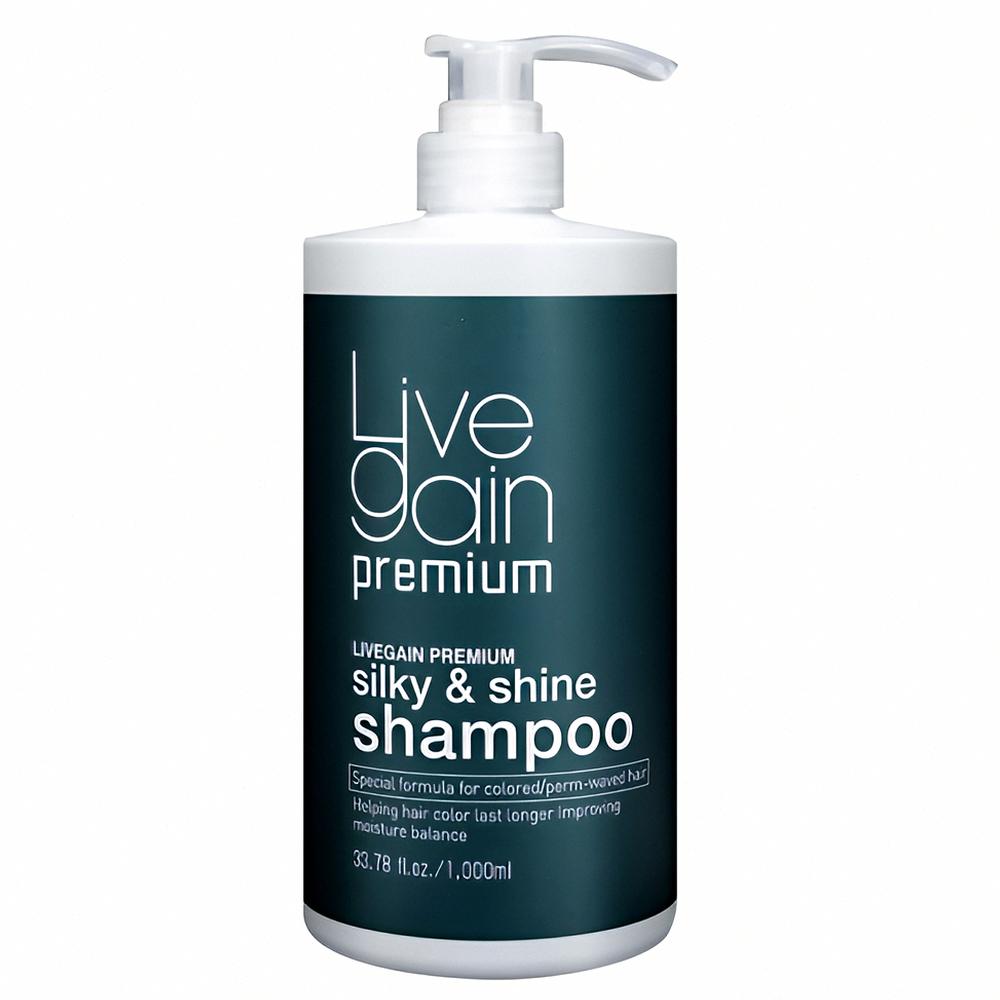 Live
gain
premium
LIVEGAIN PREMIUM
silky & shine
shampoo
Special formula for colored/perm-waved hair
Helping hair color last longer Improving
moisture balance
33.78 fl.oz./1,000ml